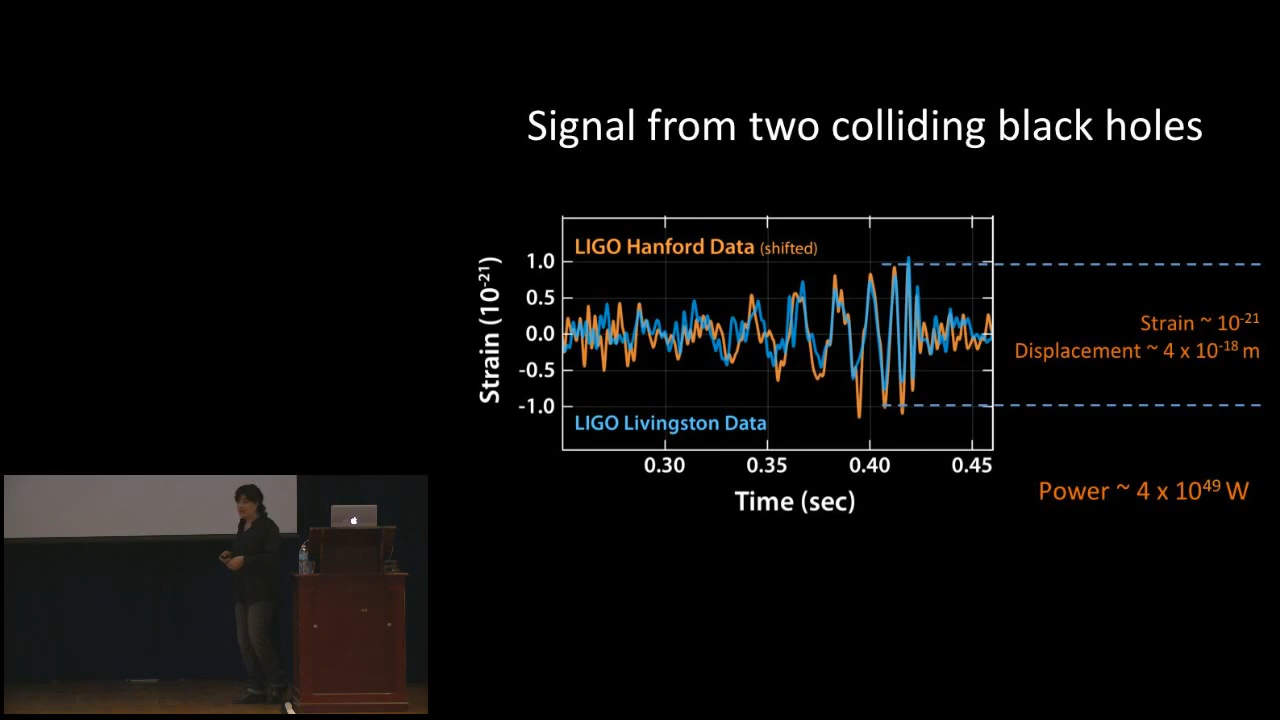 Signal from two colliding black holes
LIGO Hanford Data (shifted)
Strain (10⁻²¹)
1.0
0.5
0.0
-0.5
-1.0
LIGO Livingston Data
0.30 0.35 0.40 0.45
Time (sec)
Strain ~ 10⁻²¹
Displacement ~ 4 x 10⁻¹⁸ m
Power ~ 4 x 10⁴⁹ W